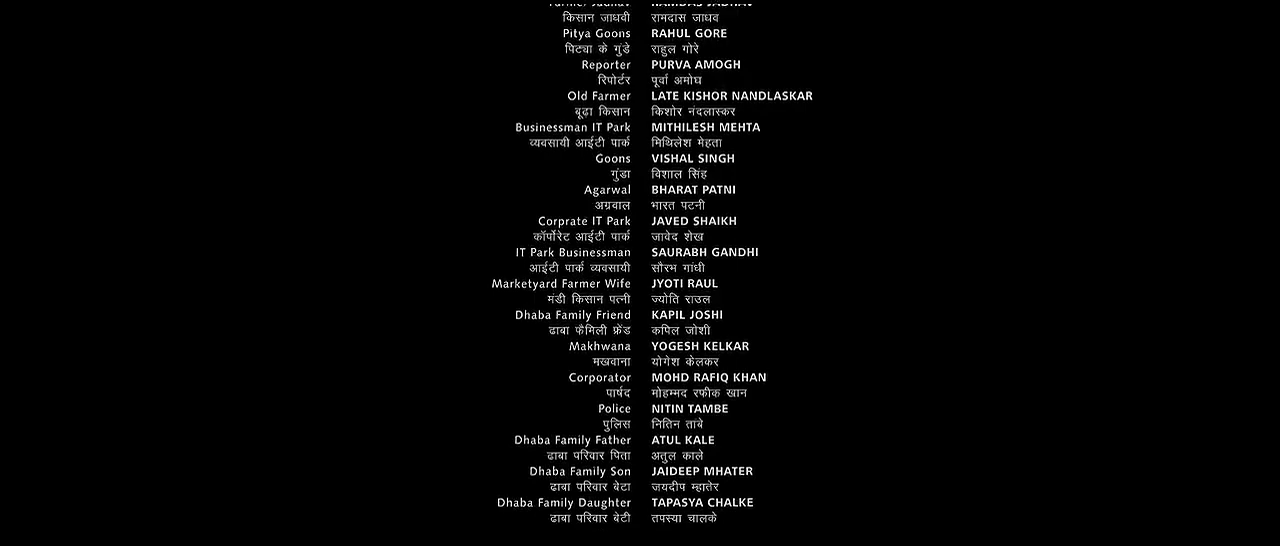 Farmer Jadhav RAMDAS JADHAV
किसान जाधवी रामदास जाधव
Pitya Goons RAHUL GORE
पिट्या के गुंडे राहुल गोरे
Reporter PURVA AMOGH
रिपोर्टर पूर्वा अमोघ
Old Farmer LATE KISHOR NANDLASKAR
बूढ़ा किसान किशोर नंदलास्कर
Businessman IT Park MITHILESH MEHTA
व्यवसायी आईटी पार्क मिथिलेश मेहता
Goons VISHAL SINGH
गुंडा विशाल सिंह
Agarwal BHARAT PATNI
अग्रवाल भारत पटनी
Corprate IT Park JAVED SHAIKH
कॉर्पोरेट आईटी पार्क जावेद शेख
IT Park Businessman SAURABH GANDHI
आईटी पार्क व्यवसायी सौरभ गांधी
Marketyard Farmer Wife JYOTI RAUL
मंडी किसान पत्नी ज्योति राउल
Dhaba Family Friend KAPIL JOSHI
ढाबा फैमिली फ्रेंड कपिल जोशी
Makhwana YOGESH KELKAR
मखवाना योगेश केलकर
Corporator MOHD RAFIQ KHAN
पार्षद मोहम्मद रफीक खान
Police NITIN TAMBE
पुलिस नितिन तांबे
Dhaba Family Father ATUL KALE
ढाबा परिवार पिता अतुल काले
Dhaba Family Son JAIDEEP MHATER
ढाबा परिवार बेटा जयदीप म्हातेर
Dhaba Family Daughter TAPASYA CHALKE
ढाबा परिवार बेटी तपस्या चालके